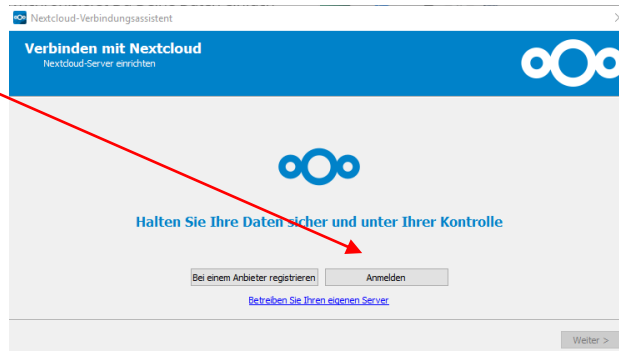 Nextcloud-Verbindungsassistent
Verbinden mit Nextcloud
Nextcloud-Server einrichten
Halten Sie Ihre Daten sicher und unter Ihrer Kontrolle
Bei einem Anbieter registrieren Anmelden
Betreiben Sie Ihren eigenen Server
Weiter >